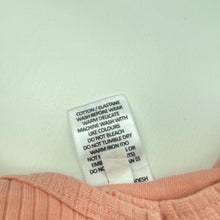 COTTON / ELASTANE
WASH BEFORE WEAR
WARM DELICATE
MACHINE WASH WITH
LIKE COLOURS
DO NOT BLEACH
DO NOT TUMBLE DRY
WARM IRON (DO
NOT
DO NOT